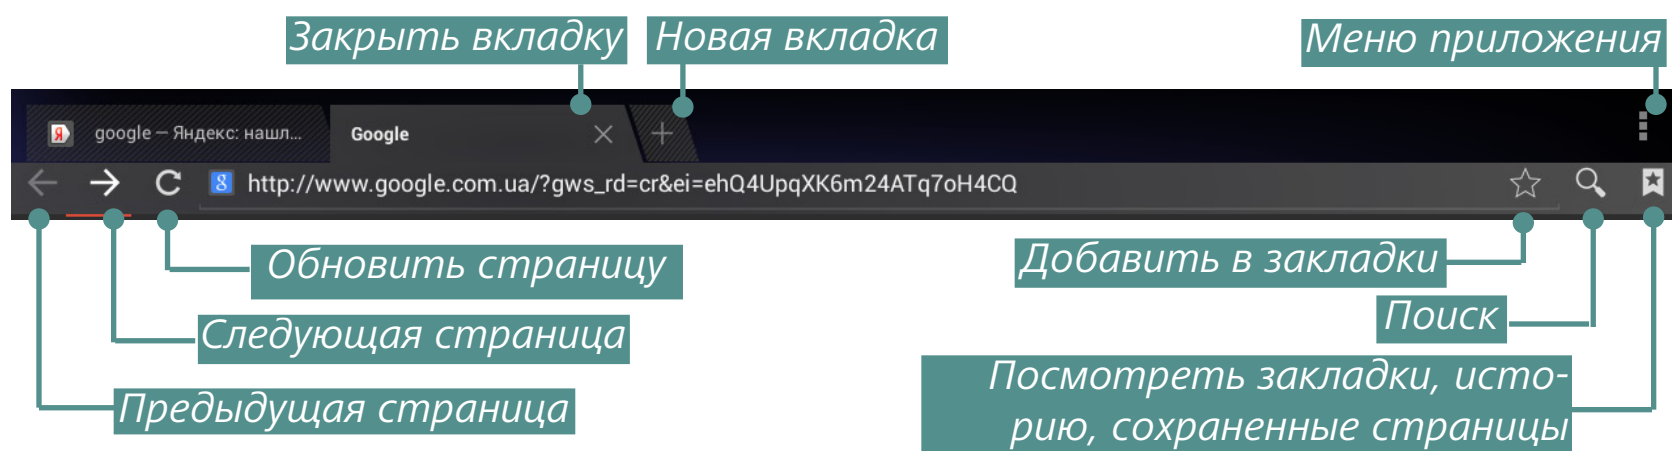 Закрыть вкладку Новая вкладка Меню приложения
Я google – Яндекс: нашл... Google
8 http://www.google.com.ua/?gws_rd=cr&ei=ehQ4UpqXK6m24ATq7oH4CQ
Обновить страницу Добавить в закладки
Следующая страница Поиск
Предыдущая страница
Посмотреть закладки, исто-
рию, сохраненные страницы